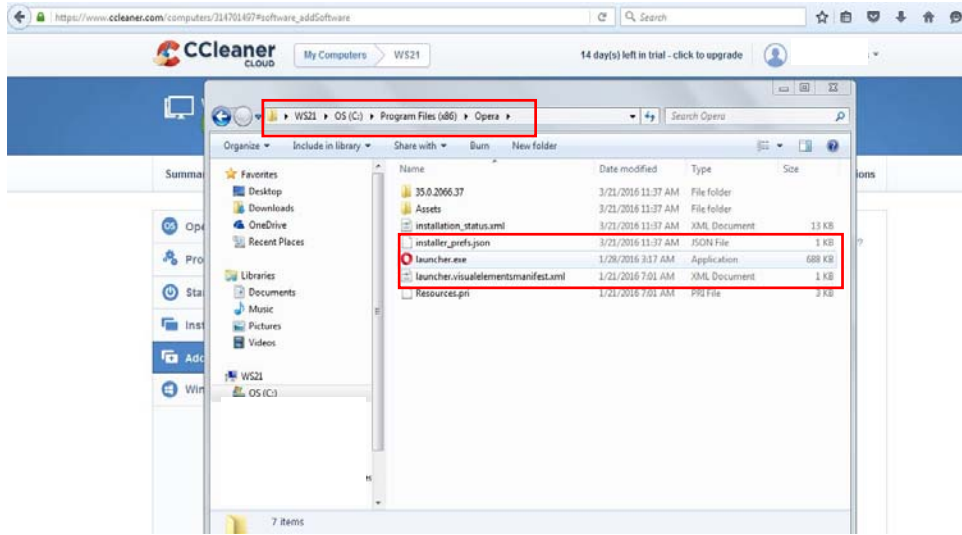 https://www.ccleaner.com/computers/314701497#software_addSoftware
Search
CCleaner
CLOUD
My Computers
WS21
14 day(s) left in trial - click to upgrade
WS21 ▸ OS (C:) ▸ Program Files (x86) ▸ Opera ▸
Search Opera
Organize
Include in library
Share with
Burn
New folder
Summa
ions
Favorites
Desktop
Downloads
OneDrive
Recent Places
Libraries
Documents
Music
Pictures
Videos
WS21
OS (C:)
OS
Ope
Pro
Sta
Inst
Add
Win
Name Date modified Type Size
35.0.2066.37 3/21/2016 11:37 AM File folder
Assets 3/21/2016 11:37 AM File folder
installation_status.xml 3/21/2016 11:37 AM XML Document 13 KB
installer_prefs.json 3/21/2016 11:37 AM JSON File 1 KB
launcher.exe 1/28/2016 3:17 AM Application 688 KB
launcher.visualelementsmanifest.xml 1/21/2016 7:01 AM XML Document 1 KB
Resources.pri 1/21/2016 7:01 AM PRI File 3 KB
7 items